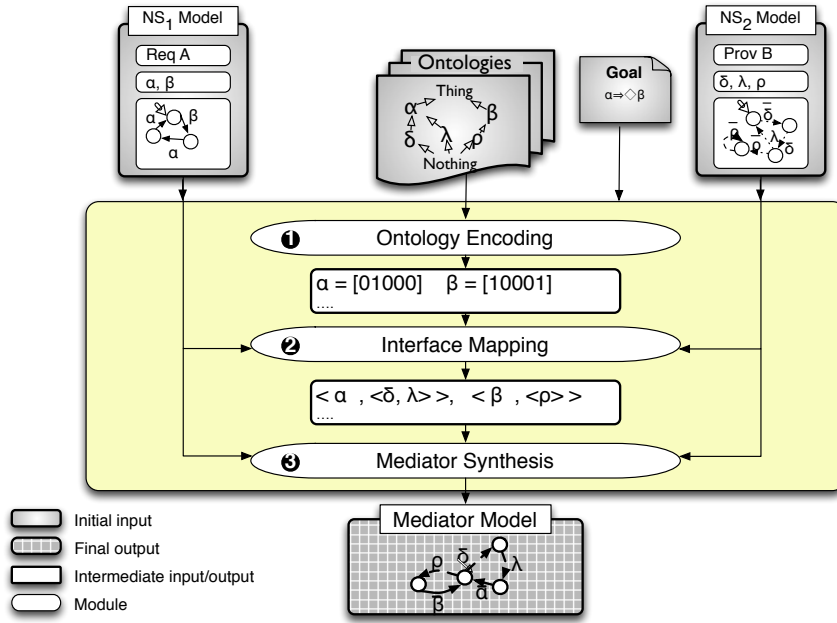 NS1 Model
Req A
α, β
α
β
α
Ontologies
Thing
α
β
δ
λ
ρ
Nothing
Goal
α⇒◇β
NS2 Model
Prov B
δ, λ, ρ
δ̅
ρ̅
ρ̅
λ
δ̅
❶ Ontology Encoding
α = [01000] β = [10001]
....
❷ Interface Mapping
< α , <δ, λ> >, < β , <ρ> >
....
❸ Mediator Synthesis
Mediator Model
ρ
δ
λ
β̅
α̅
Initial input
Final output
Intermediate input/output
Module